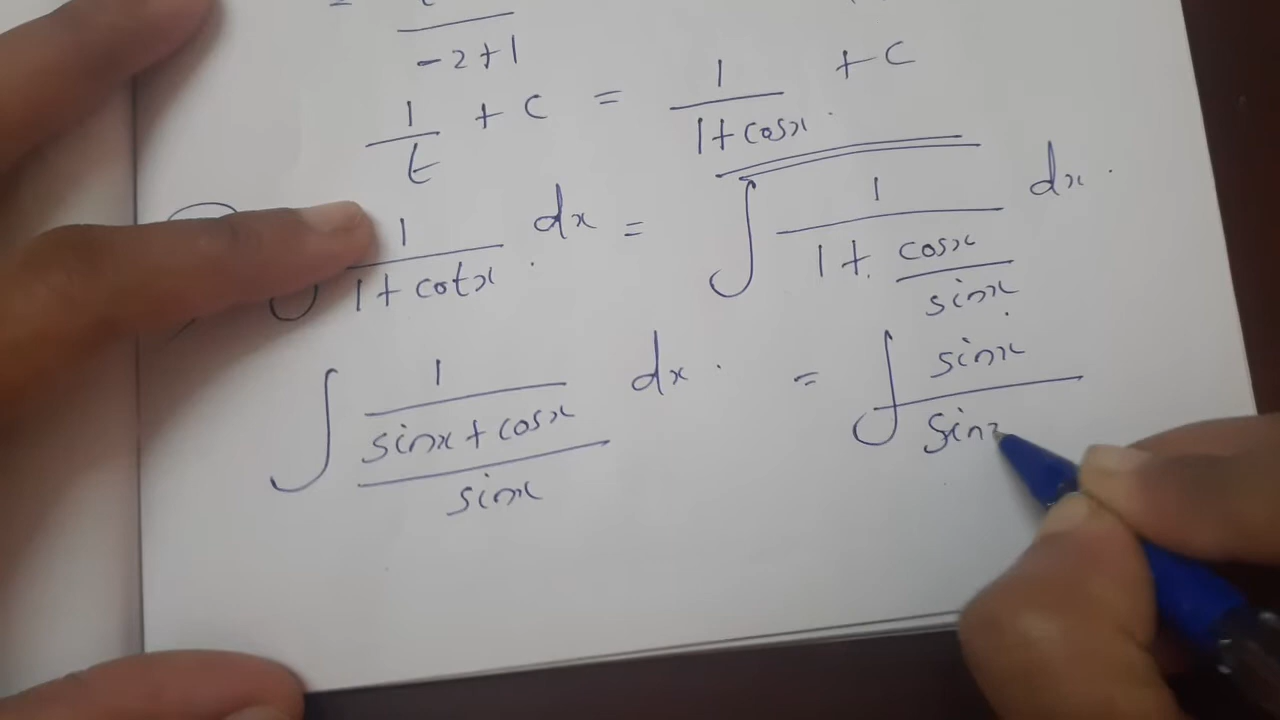 -2+1
1/t + C = 1/(1+cosx) + C
∫ 1/(1+cotx) . dx = ∫ 1/(1+ cosx/sinx) dx .
∫ 1/((sinx+cosx)/sinx) dx . = ∫ sinx/sinx